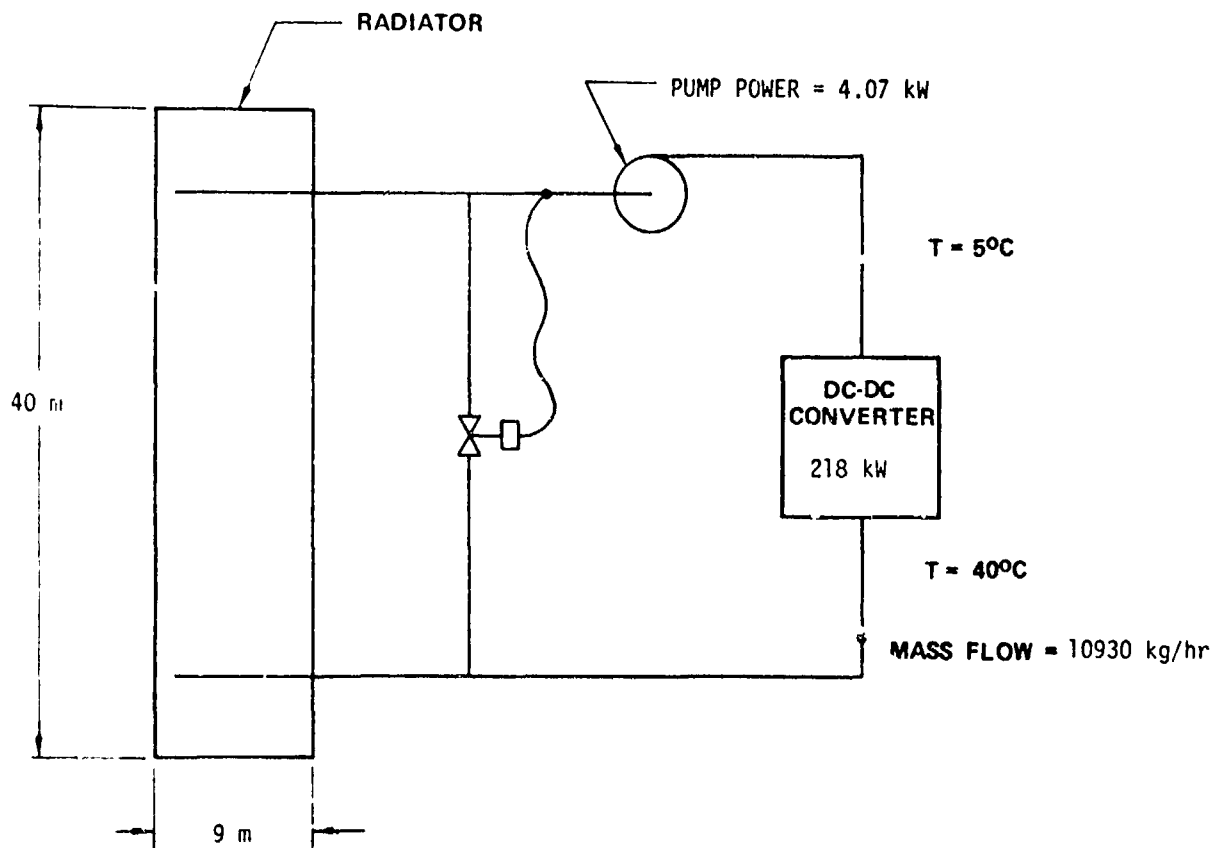 RADIATOR
PUMP POWER = 4.07 kW
T = 5°C
40 m
DC-DC
CONVERTER
218 kW
T = 40°C
MASS FLOW = 10930 kg/hr
9 m